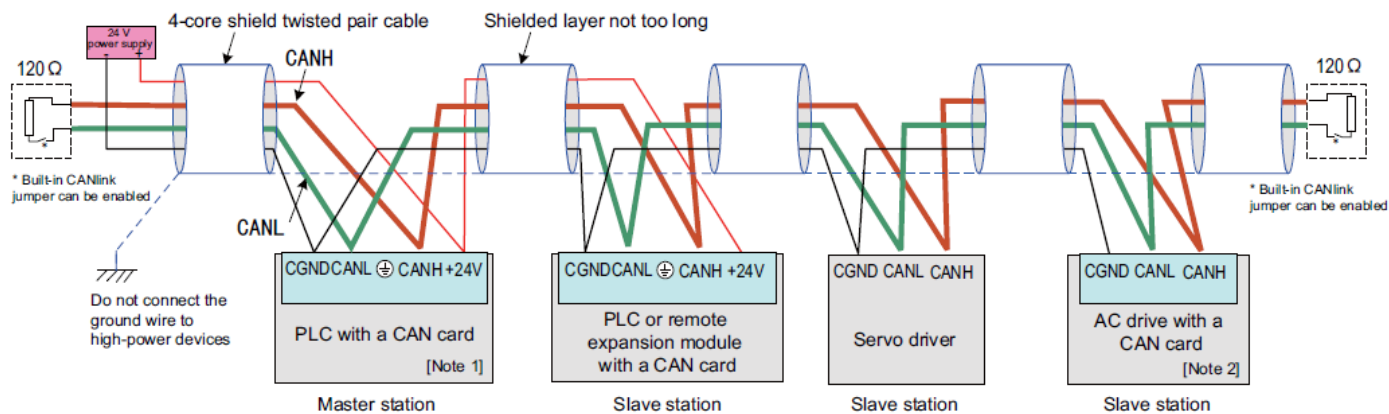 4-core shield twisted pair cable
Shielded layer not too long
24 V
power supply
- +
CANH
120 Ω
120 Ω
*
*
* Built-in CANlink
jumper can be enabled
* Built-in CANlink
jumper can be enabled
CANL
CGND CANL CANH +24V
CGND CANL CANH +24V
CGND CANL CANH
CGND CANL CANH
Do not connect the
ground wire to
high-power devices
PLC with a CAN card
[Note 1]
PLC or remote
expansion module
with a CAN card
Servo driver
AC drive with a
CAN card
[Note 2]
Master station
Slave station
Slave station
Slave station